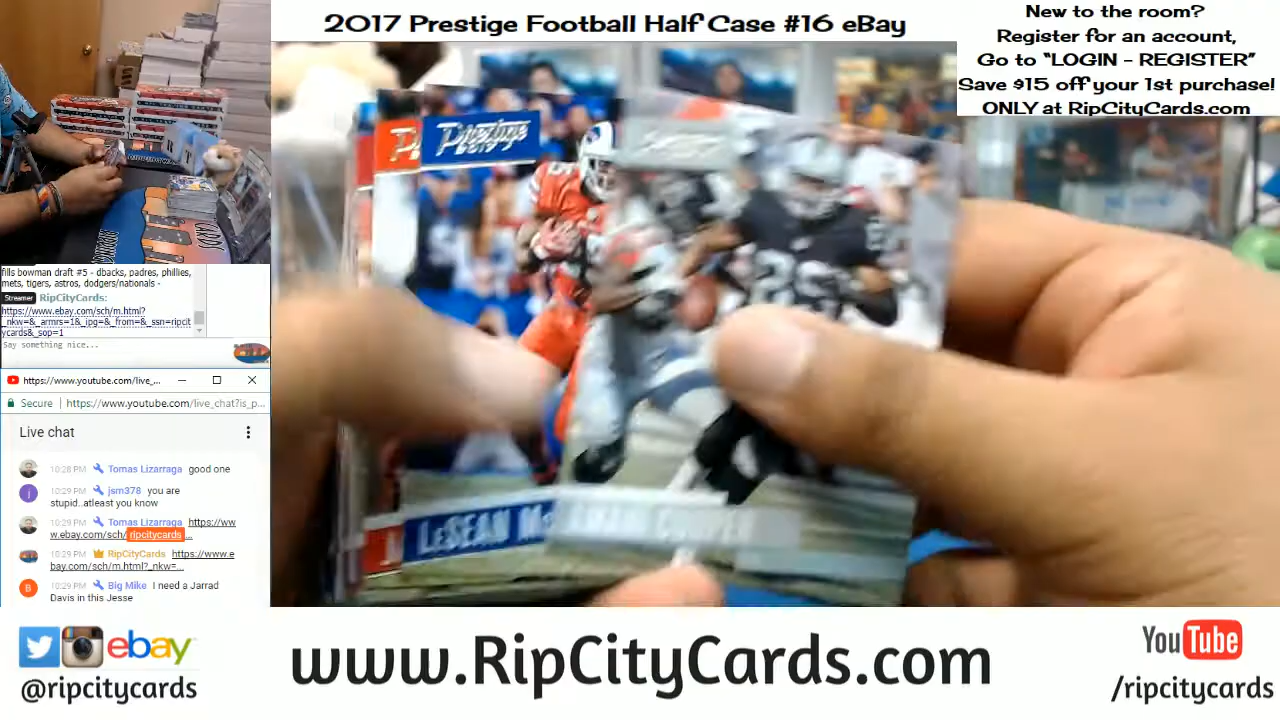 2017 Prestige Football Half Case #16 eBay
New to the room?
Register for an account,
Go to “LOGIN - REGISTER”
Save $15 off your 1st purchase!
ONLY at RipCityCards.com
Prestige
LESEAN
fills bowman draft #5 - dbacks, padres, phillies,
mets, tigers, astros, dodgers/nationals -
Streamer RipCityCards:
https://www.ebay.com/sch/m.html?
_nkw=&_armrs=1&_ipg=&_from=&_ssn=ripcit
ycards&_sop=1
Say something nice...
https://www.youtube.com/live_...
Secure | https://www.youtube.com/live_chat?is_p...
Live chat
10:28 PM Tomas Lizarraga good one
10:29 PM jsm378 you are
stupid..atleast you know
10:29 PM Tomas Lizarraga https://ww
w.ebay.com/sch/ripcitycards...
10:29 PM RipCityCards https://www.e
bay.com/sch/m.html?_nkw=...
10:29 PM Big Mike I need a Jarrad
Davis in this Jesse
ebay
@ripcitycards
www.RipCityCards.com
YouTube
/ripcitycards